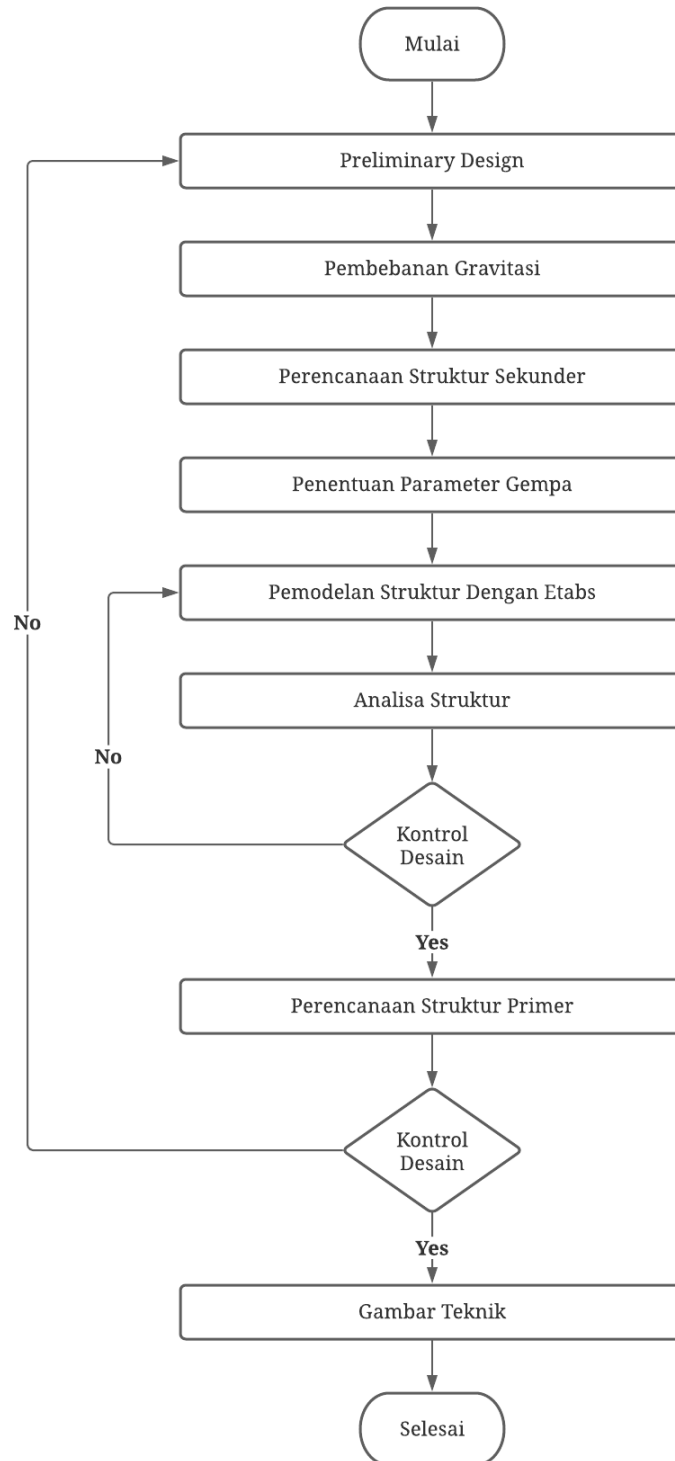 Mulai
Preliminary Design
Pembebanan Gravitasi
Perencanaan Struktur Sekunder
Penentuan Parameter Gempa
Pemodelan Struktur Dengan Etabs
No
Analisa Struktur
No
Kontrol
Desain
Yes
Perencanaan Struktur Primer
Kontrol
Desain
Yes
Gambar Teknik
Selesai